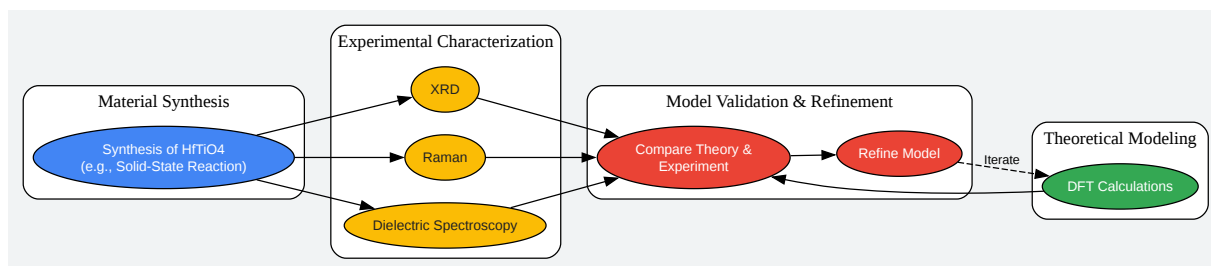 Material Synthesis
Synthesis of HfTiO4
(e.g., Solid-State Reaction)
Experimental Characterization
XRD
Raman
Dielectric Spectroscopy
Model Validation & Refinement
Compare Theory &
Experiment
Refine Model
Iterate
Theoretical Modeling
DFT Calculations